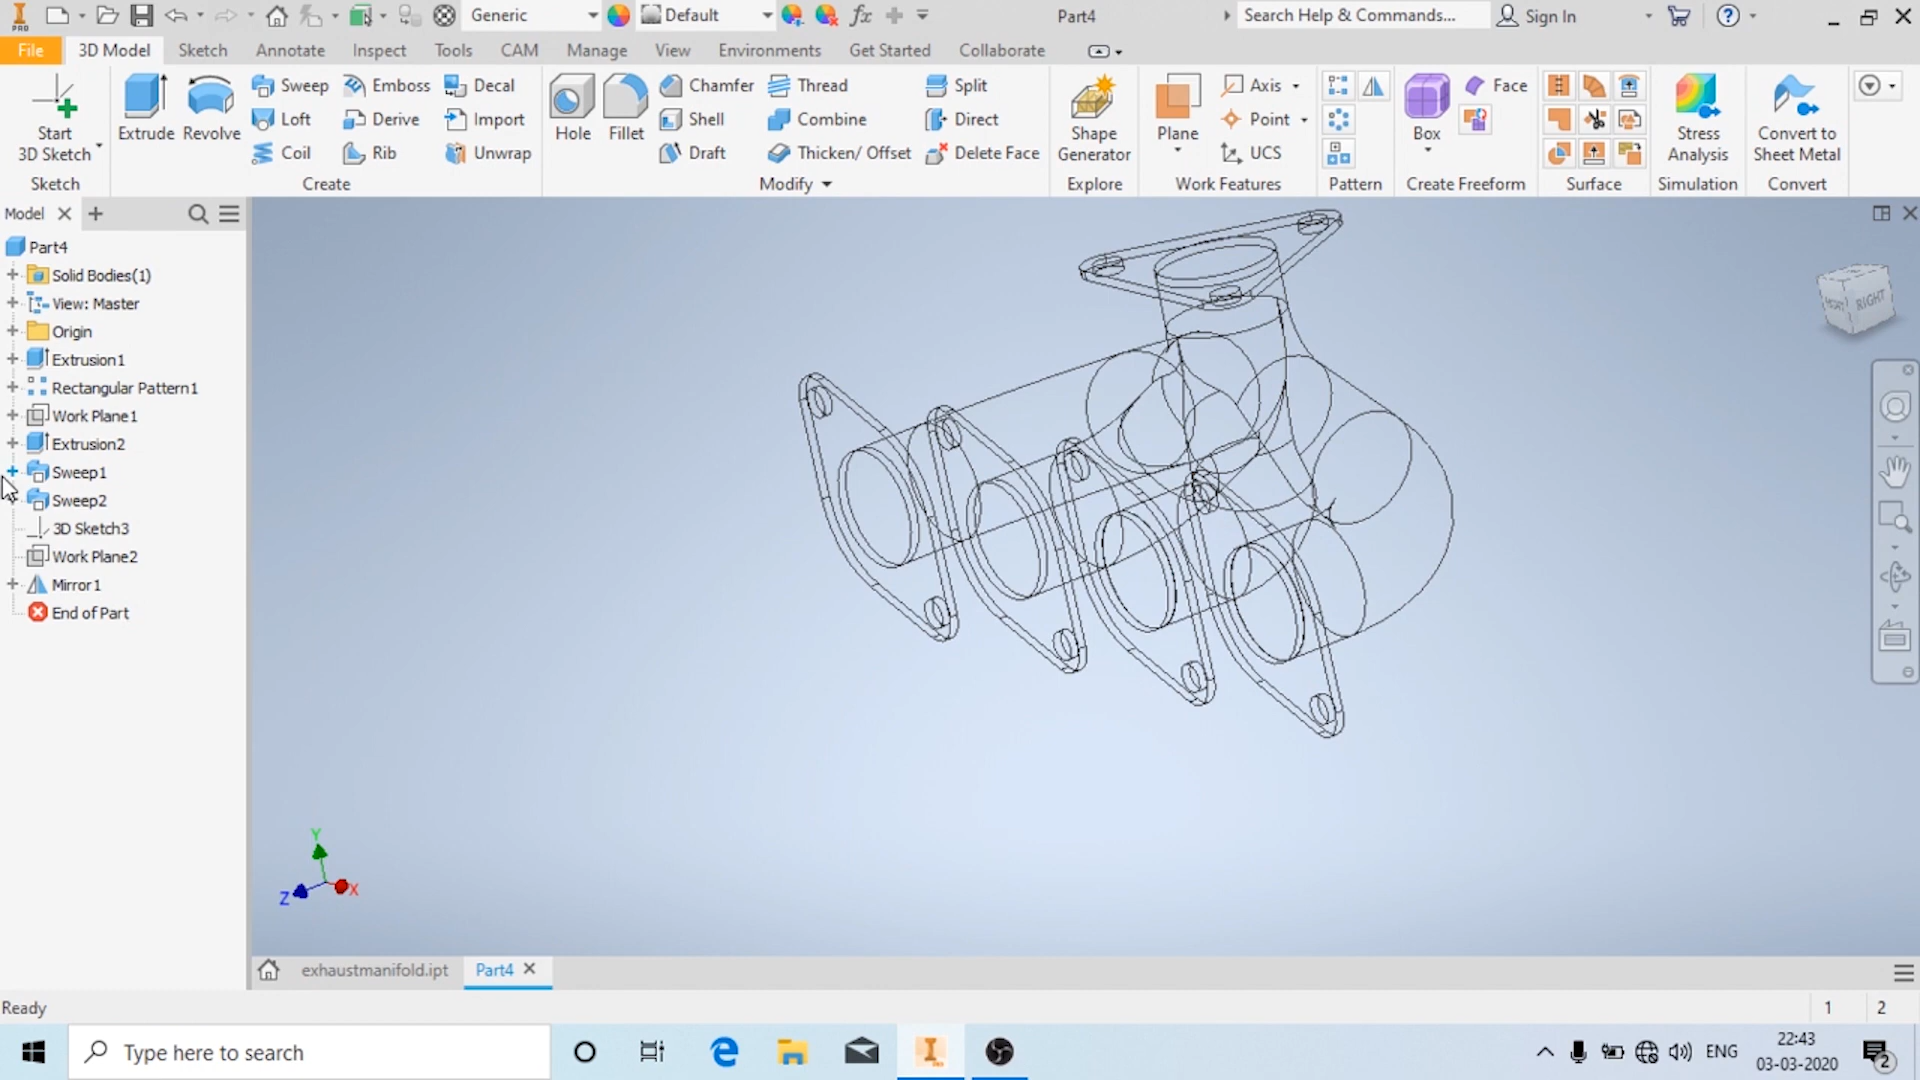 PRO
Generic
Default
fx
Part4
Search Help & Commands...
Sign In
?
File
3D Model
Sketch
Annotate
Inspect
Tools
CAM
Manage
View
Environments
Get Started
Collaborate
Start
3D Sketch
Sketch
Extrude
Revolve
Sweep
Loft
Coil
Emboss
Derive
Rib
Decal
Import
Unwrap
Create
Hole
Fillet
Chamfer
Shell
Draft
Thread
Combine
Thicken/ Offset
Split
Direct
Delete Face
Modify
Shape
Generator
Explore
Plane
Axis
Point
UCS
Work Features
Pattern
Box
Face
Create Freeform
Surface
Stress
Analysis
Simulation
Convert to
Sheet Metal
Convert
Model
Part4
Solid Bodies(1)
View: Master
Origin
Extrusion1
Rectangular Pattern1
Work Plane1
Extrusion2
Sweep1
Sweep2
3D Sketch3
Work Plane2
Mirror1
End of Part
RIGHT
Y
Z
X
exhaustmanifold.ipt
Part4
Ready
1
2
Type here to search
ENG
22:43
03-03-2020
2